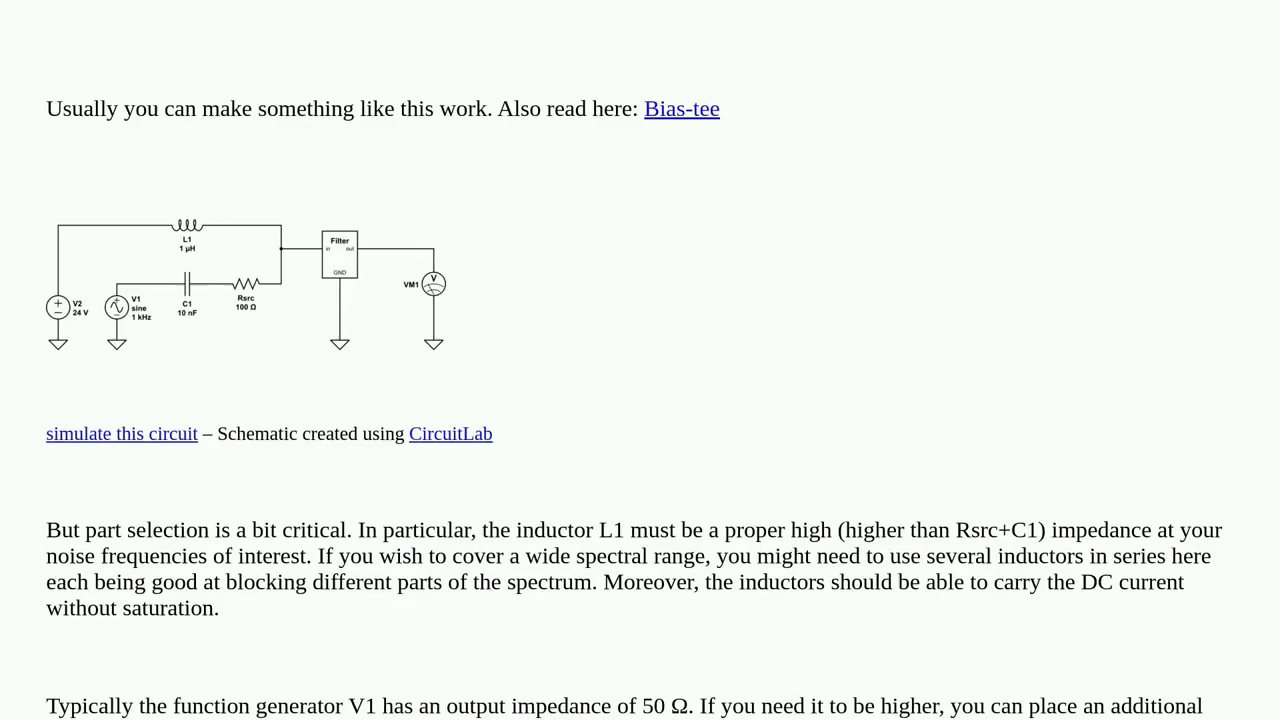 Usually you can make something like this work. Also read here: Bias-tee
L1
1 µH
Filter
in out
GND
V2
24 V
V1
sine
1 kHz
C1
10 nF
Rsrc
100 Ω
VM1
V
simulate this circuit – Schematic created using CircuitLab
But part selection is a bit critical. In particular, the inductor L1 must be a proper high (higher than Rsrc+C1) impedance at your
noise frequencies of interest. If you wish to cover a wide spectral range, you might need to use several inductors in series here
each being good at blocking different parts of the spectrum. Moreover, the inductors should be able to carry the DC current
without saturation.
Typically the function generator V1 has an output impedance of 50 Ω. If you need it to be higher, you can place an additional